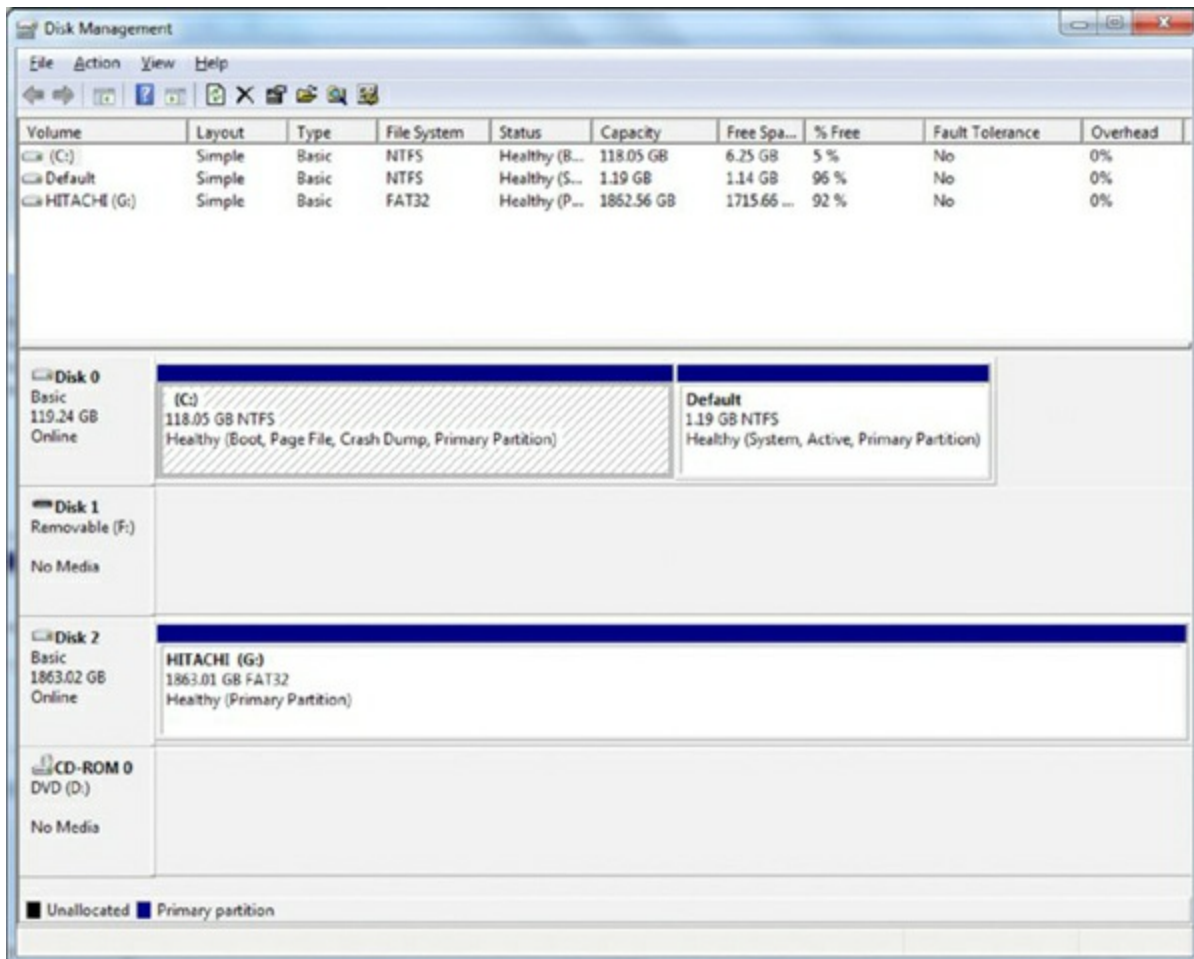 Disk Management
File Action View Help
Volume Layout Type File System Status Capacity Free Spa... % Free Fault Tolerance Overhead
(C:) Simple Basic NTFS Healthy (B... 118.05 GB 6.25 GB 5 % No 0%
Default Simple Basic NTFS Healthy (S... 1.19 GB 1.14 GB 96 % No 0%
HITACHI (G:) Simple Basic FAT32 Healthy (P... 1862.56 GB 1715.66 ... 92 % No 0%
Disk 0
Basic
119.24 GB
Online
(C:)
118.05 GB NTFS
Healthy (Boot, Page File, Crash Dump, Primary Partition)
Default
1.19 GB NTFS
Healthy (System, Active, Primary Partition)
Disk 1
Removable (F:)
No Media
Disk 2
Basic
1863.02 GB
Online
HITACHI (G:)
1863.01 GB FAT32
Healthy (Primary Partition)
CD-ROM 0
DVD (D:)
No Media
Unallocated Primary partition